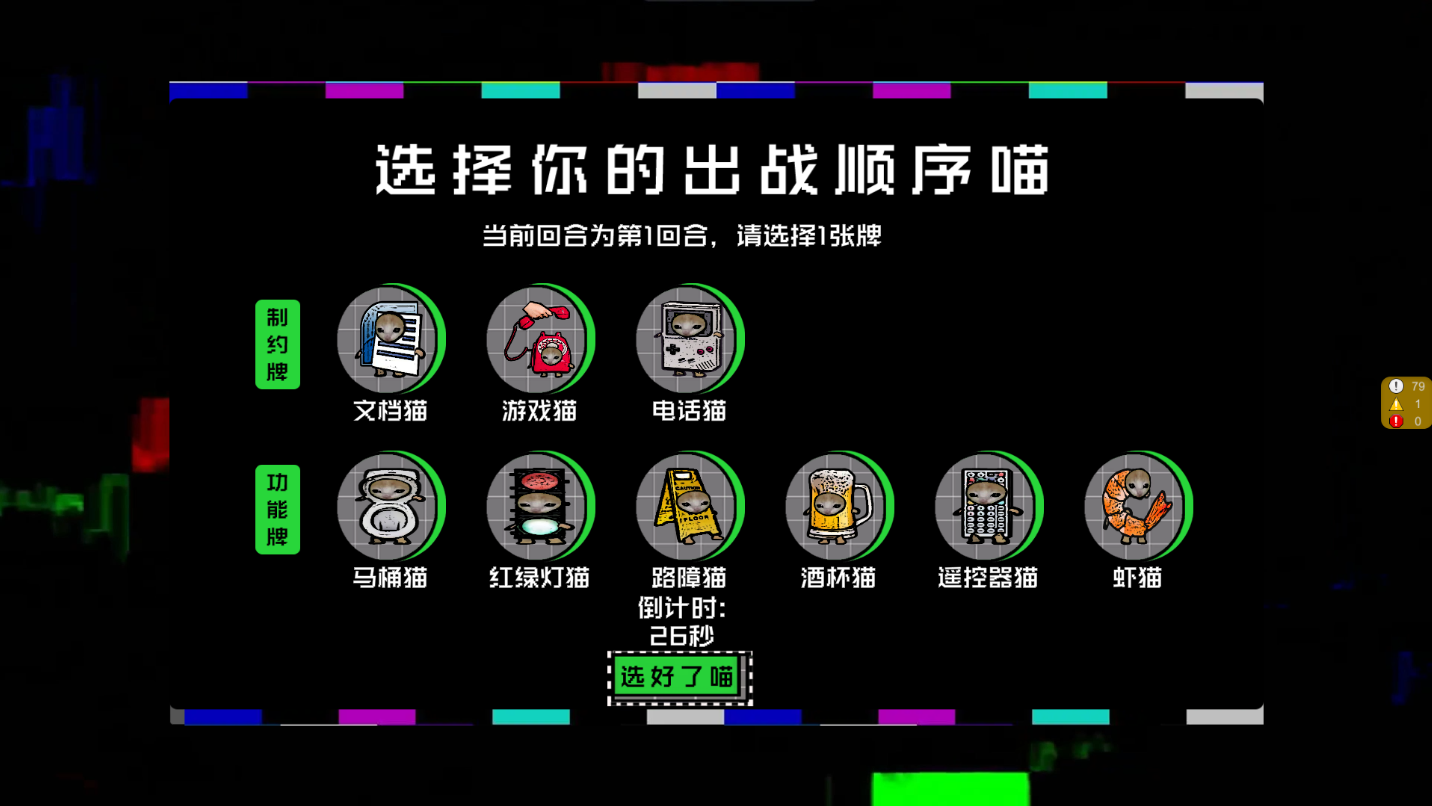 选择你的出战顺序喵
当前回合为第1回合，请选择1张牌
制约牌
文档猫
游戏猫
电话猫
功能牌
马桶猫
红绿灯猫
路障猫
酒杯猫
遥控器猫
虾猫
倒计时:
26秒
选好了喵
79
1
0